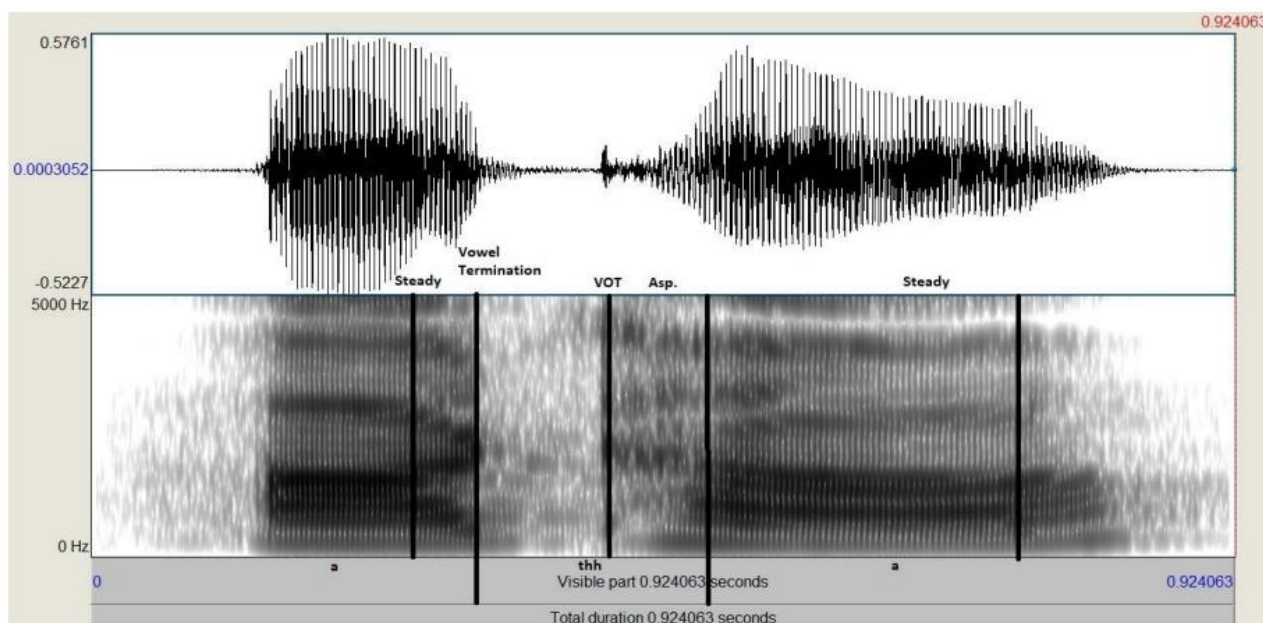 0.924063
0.5761
0.0003052
-0.5227
Steady
Vowel
Termination
VOT
Asp.
Steady
5000 Hz
0 Hz
a
thh
a
0
Visible part 0.924063 seconds
0.924063
Total duration 0.924063 seconds